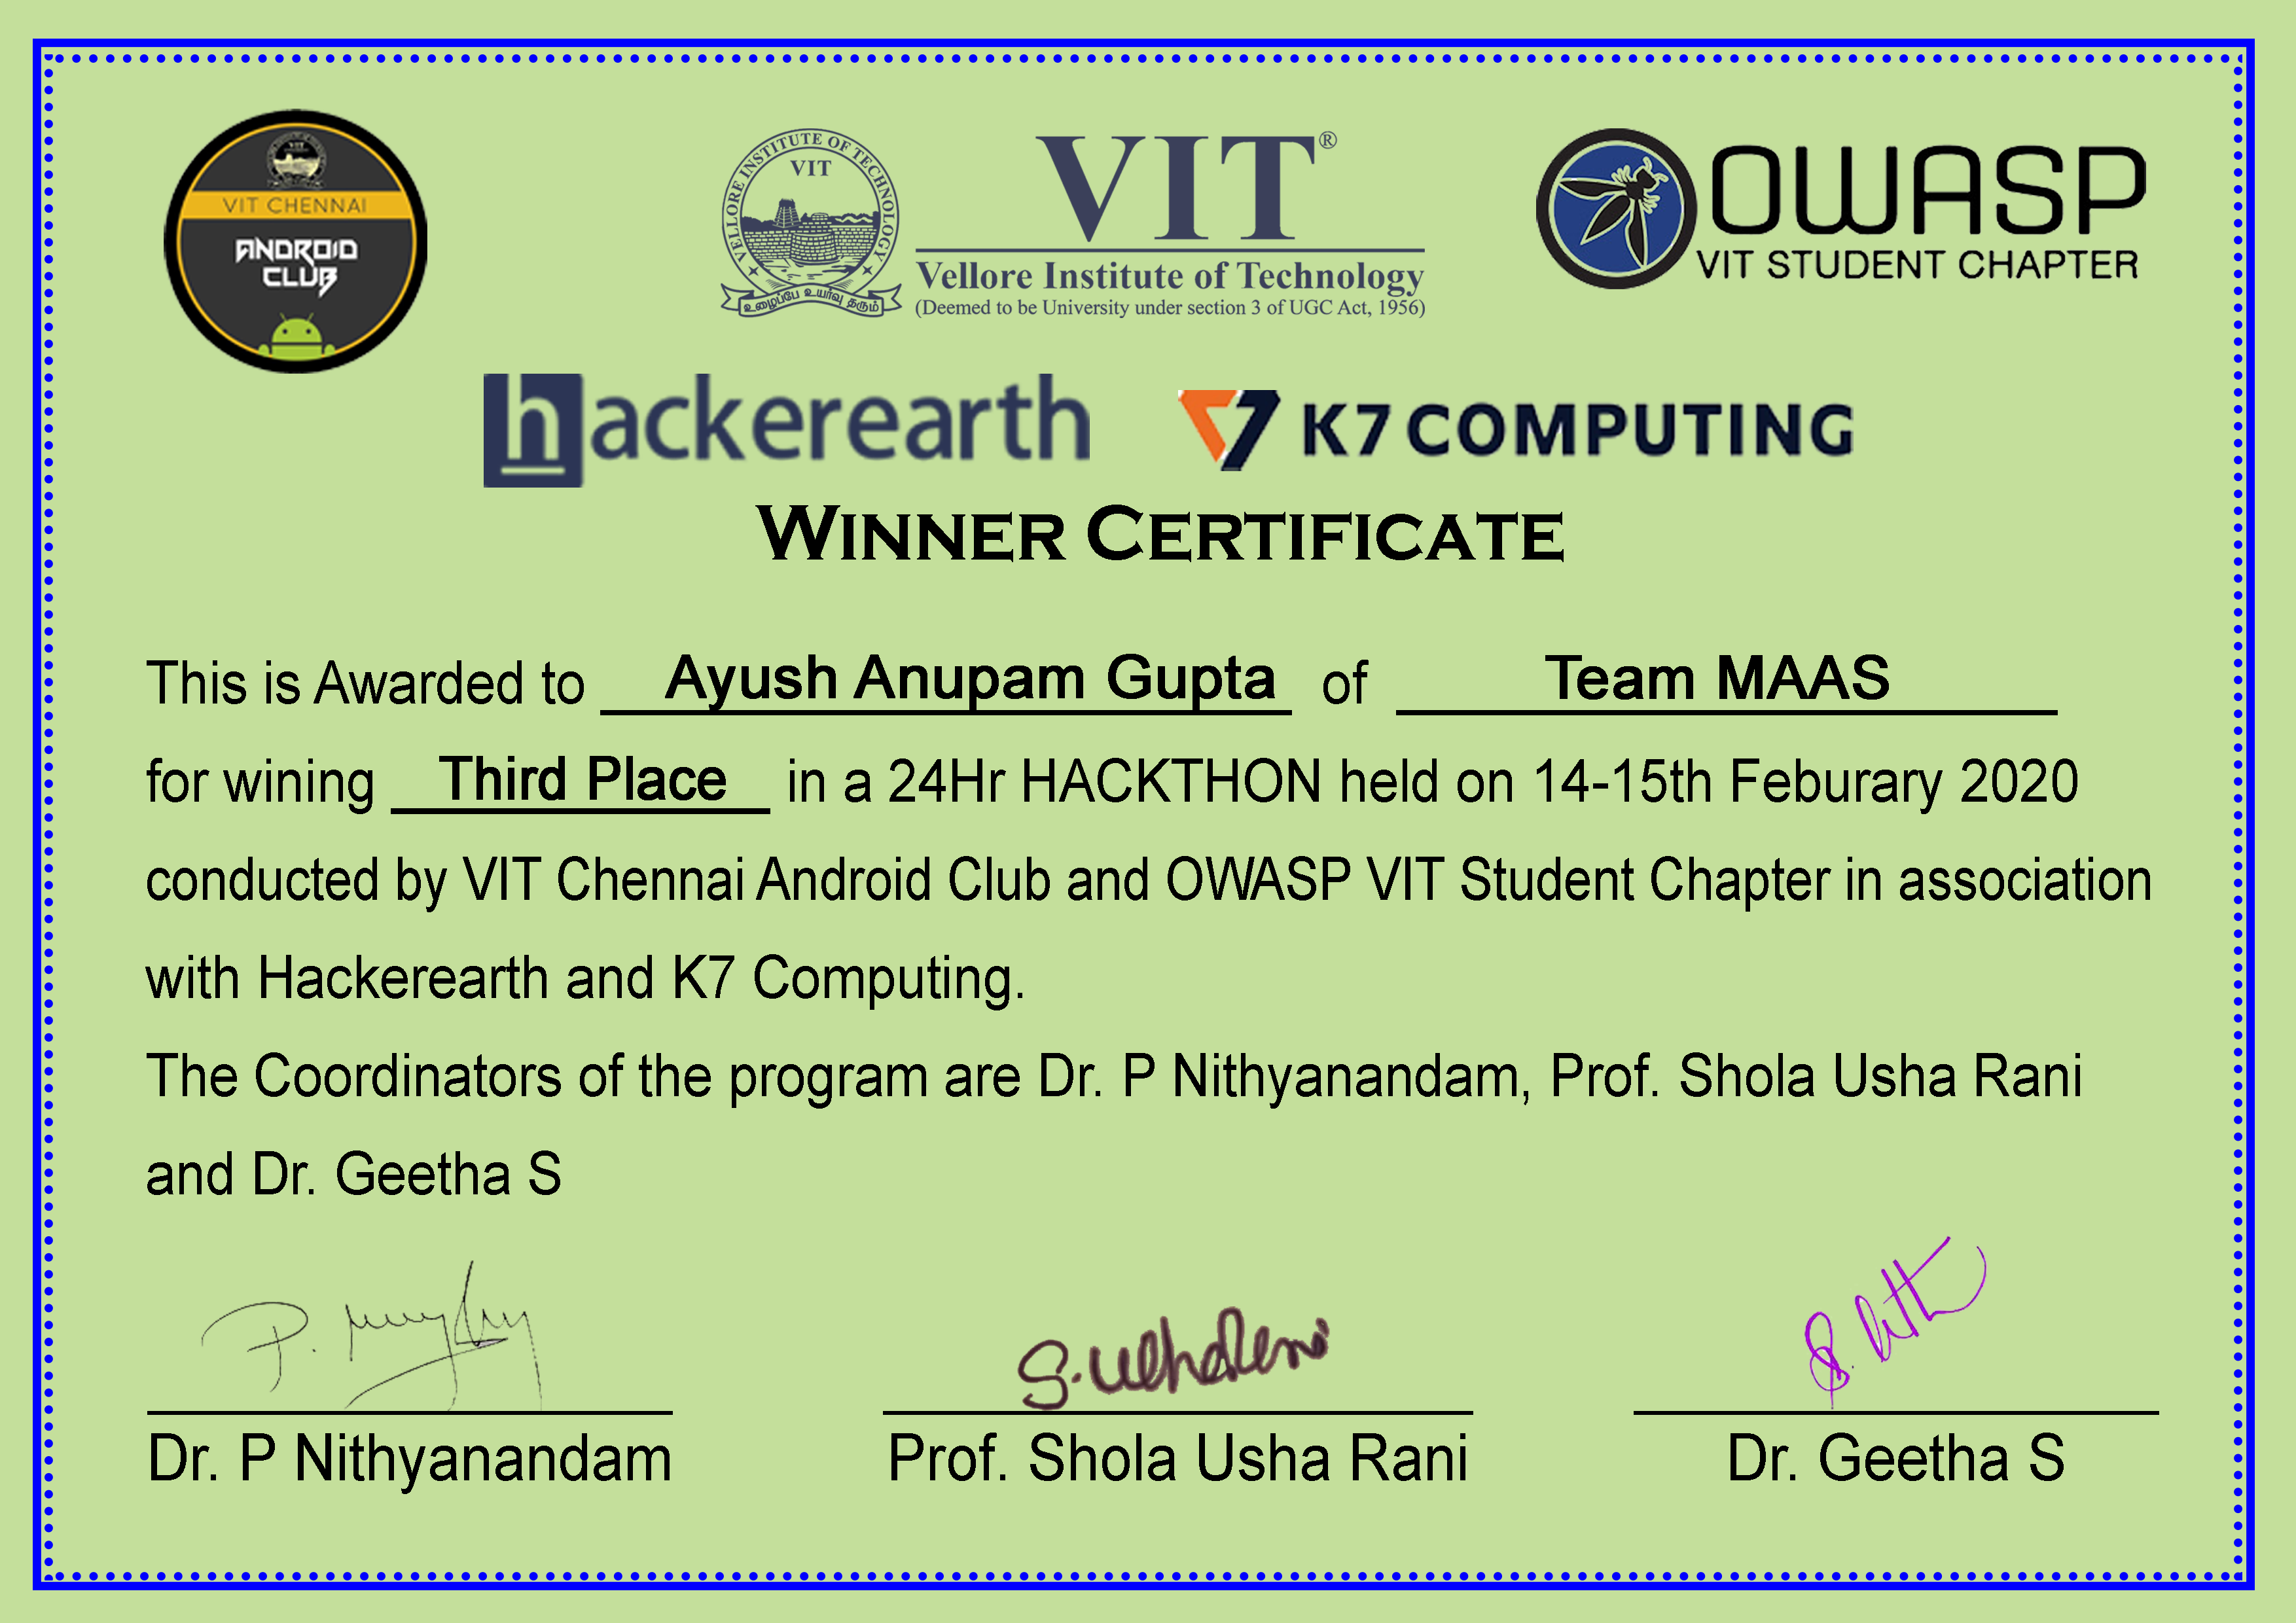 VIT CHENNAI
ANDROID
CLUB
VELLORE INSTITUTE OF TECHNOLOGY
VIT
உழைப்பே உயர்வு தரும்
VIT®
Vellore Institute of Technology
(Deemed to be University under section 3 of UGC Act, 1956)
OWASP
VIT STUDENT CHAPTER
hackerearth
K7 COMPUTING
WINNER CERTIFICATE
This is Awarded to Ayush Anupam Gupta of Team MAAS
for wining Third Place in a 24Hr HACKTHON held on 14-15th Feburary 2020
conducted by VIT Chennai Android Club and OWASP VIT Student Chapter in association
with Hackerearth and K7 Computing.
The Coordinators of the program are Dr. P Nithyanandam, Prof. Shola Usha Rani
and Dr. Geetha S
Dr. P Nithyanandam
Prof. Shola Usha Rani
Dr. Geetha S